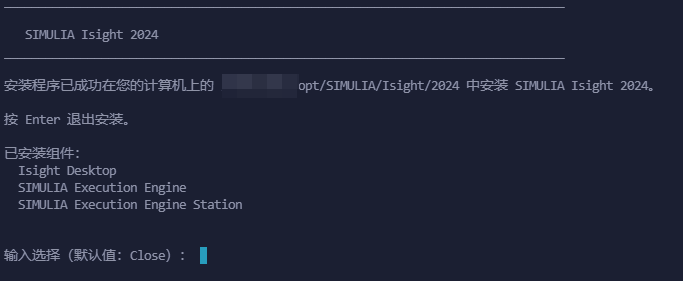 SIMULIA Isight 2024
安装程序已成功在您的计算机上的 opt/SIMULIA/Isight/2024 中安装 SIMULIA Isight 2024。
按 Enter 退出安装。
已安装组件:
Isight Desktop
SIMULIA Execution Engine
SIMULIA Execution Engine Station
输入选择 (默认值: Close) :